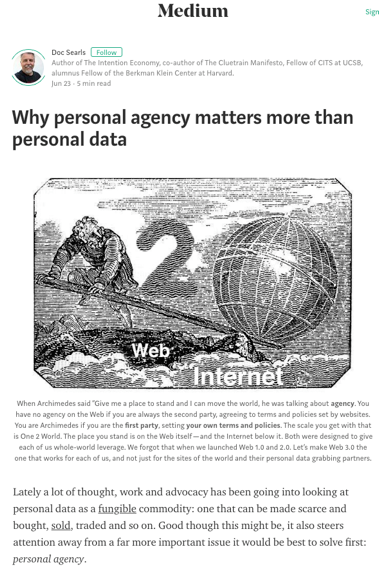 Medium
Sign
Doc Searls Follow
Author of The Intention Economy, co-author of The Cluetrain Manifesto, Fellow of CITS at UCSB,
alumnus Fellow of the Berkman Klein Center at Harvard.
Jun 23 · 5 min read
Why personal agency matters more than
personal data
2 0
Web
Internet
When Archimedes said "Give me a place to stand and I can move the world, he was talking about agency. You
have no agency on the Web if you are always the second party, agreeing to terms and policies set by websites.
You are Archimedes if you are the first party, setting your own terms and policies. The scale you get with that
is One 2 World. The place you stand is on the Web itself — and the Internet below it. Both were designed to give
each of us whole-world leverage. We forgot that when we launched Web 1.0 and 2.0. Let's make Web 3.0 the
one that works for each of us, and not just for the sites of the world and their personal data grabbing partners.
Lately a lot of thought, work and advocacy has been going into looking at
personal data as a fungible commodity: one that can be made scarce and
bought, sold, traded and so on. Good though this might be, it also steers
attention away from a far more important issue it would be best to solve first:
personal agency.